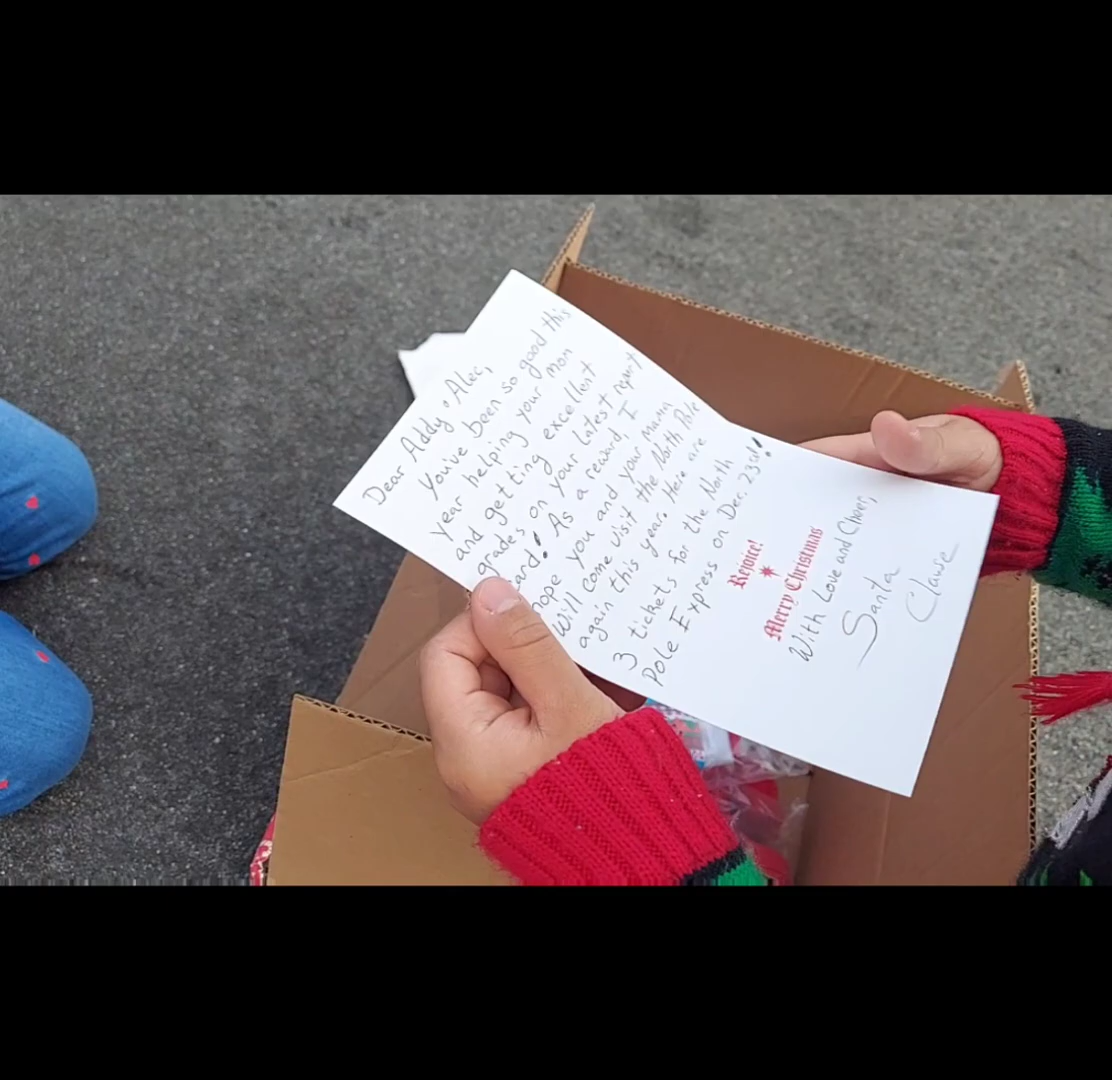 Dear Addy & Alec,
You've been so good this
year helping your mom
and getting excellent
grades on your latest report
card! As a reward, I
hope you and your mama
Will come visit the North Pole
again this year. Here are
3 tickets for the North
Pole Express on Dec. 23rd!
Rejoice!
Merry Christmas
With Love and Cheer,
Santa
Clause